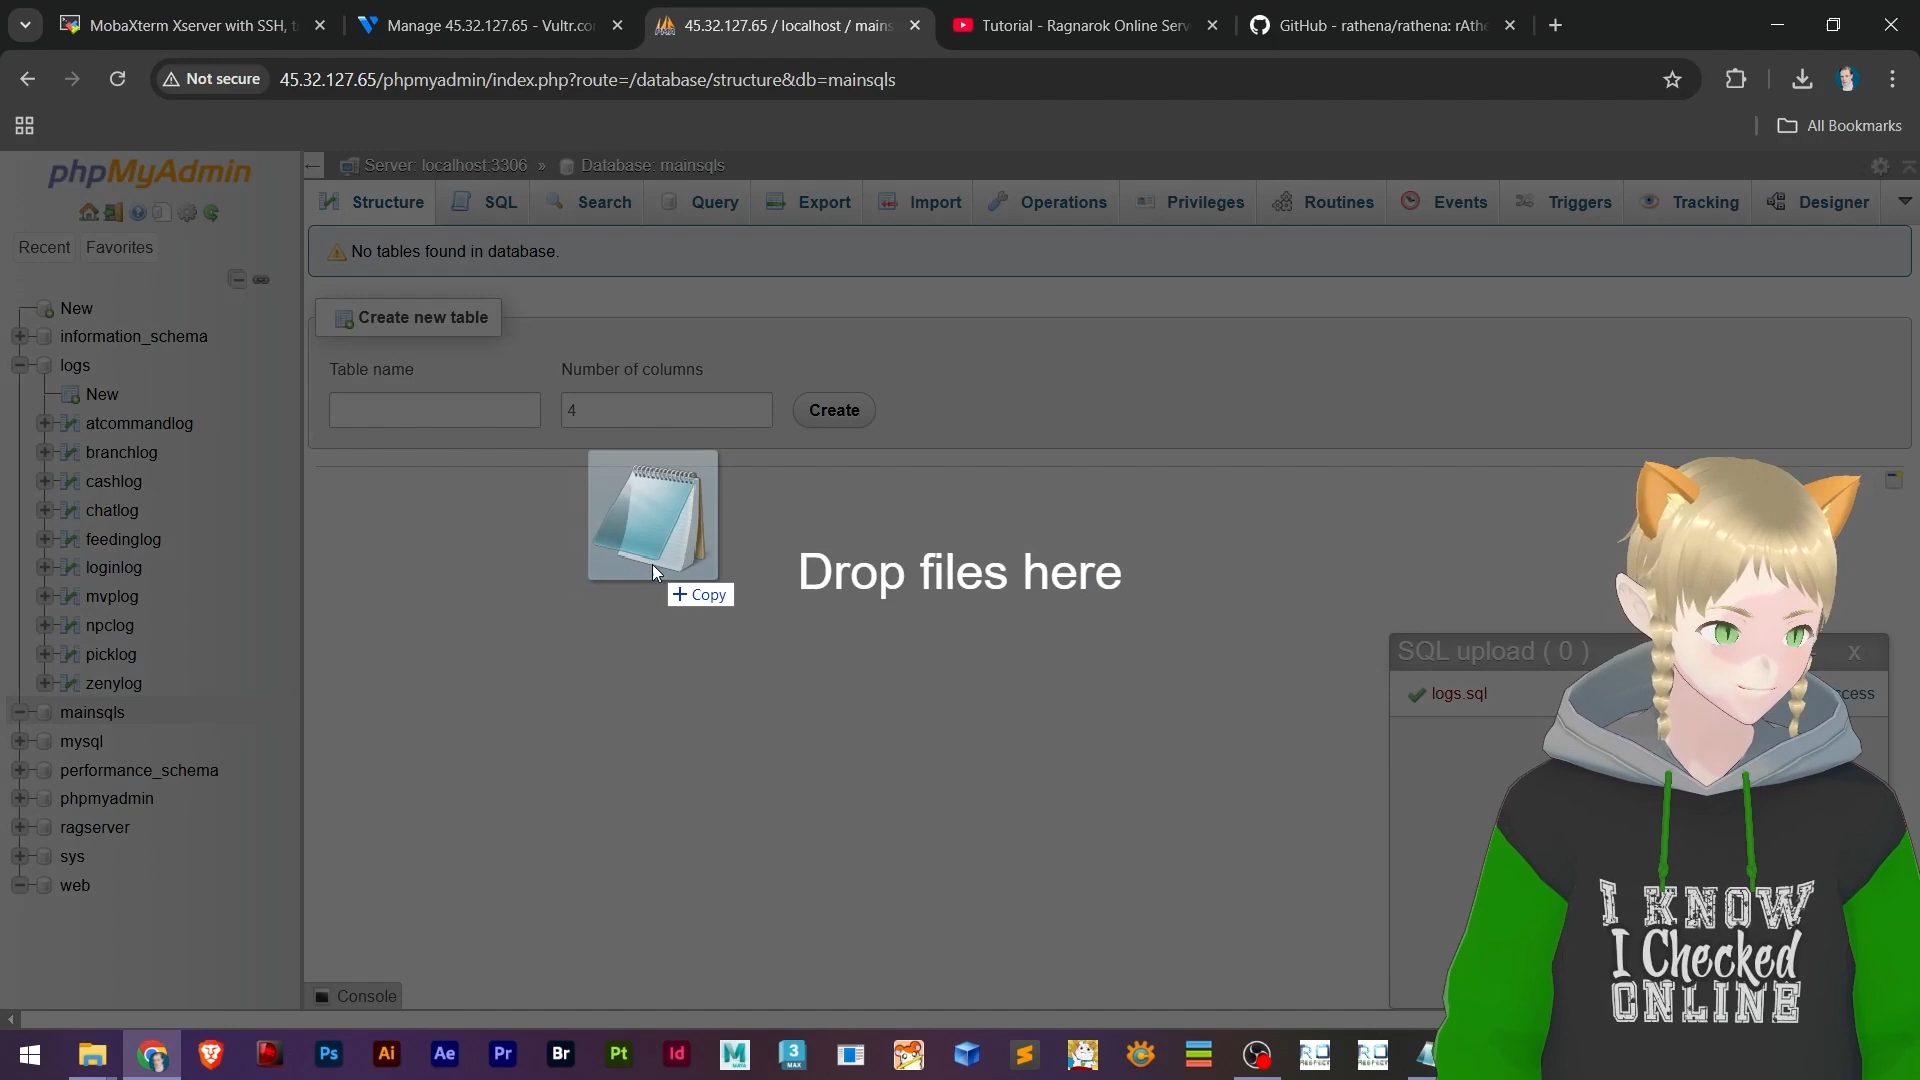 MobaXterm Xserver with SSH, t
Manage 45.32.127.65 - Vultr.co
45.32.127.65 / localhost / mains
Tutorial - Ragnarok Online Serv
GitHub - rathena/rathena: rAthe
Not secure
45.32.127.65/phpmyadmin/index.php?route=/database/structure&db=mainsqls
All Bookmarks
phpMyAdmin
Server: localhost:3306 » Database: mainsqls
Structure
SQL
Search
Query
Export
Import
Operations
Privileges
Routines
Events
Triggers
Tracking
Designer
Recent
Favorites
No tables found in database.
New
information_schema
logs
New
atcommandlog
branchlog
cashlog
chatlog
feedinglog
loginlog
mvplog
npclog
picklog
zenylog
mainsqls
mysql
performance_schema
phpmyadmin
ragserver
sys
web
Create new table
Table name
Number of columns
4
Create
+ Copy
Drop files here
SQL upload ( 0 )
x
logs.sql
cess
Console
I KNOW
I Checked
ONLINE
Ps
Ai
Ae
Pr
Br
Pt
Id
M
3
MAX